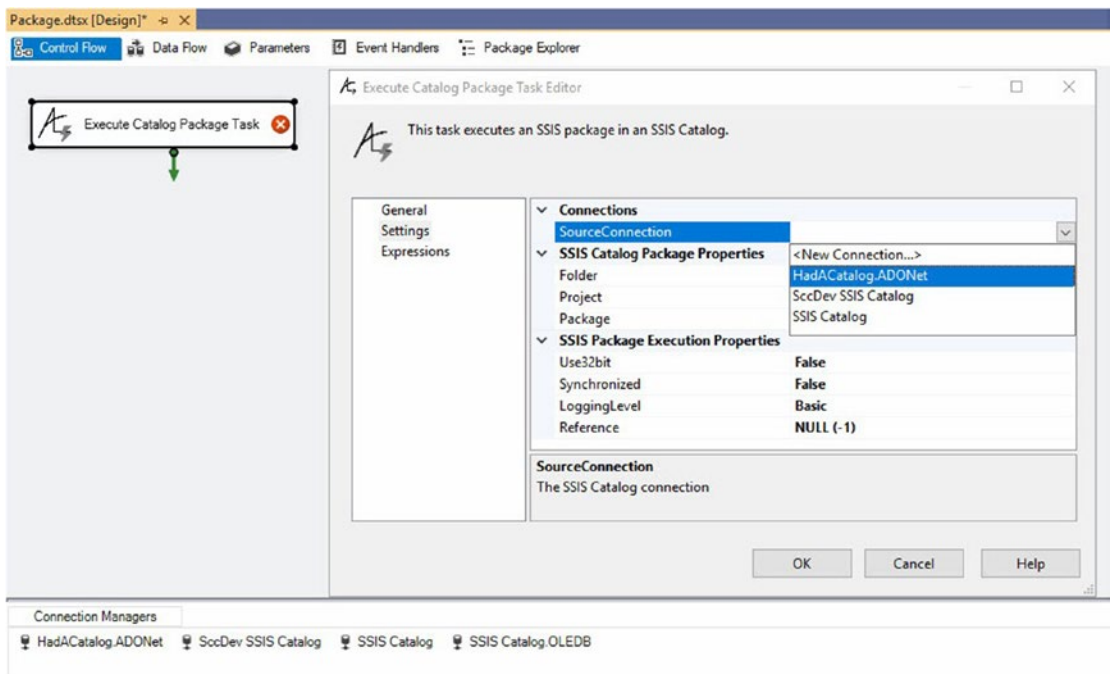 Package.dtsx [Design]*
Control Flow Data Flow Parameters Event Handlers Package Explorer
Execute Catalog Package Task Editor
Execute Catalog Package Task
This task executes an SSIS package in an SSIS Catalog.
General
Settings
Expressions
Connections
SourceConnection
SSIS Catalog Package Properties
Folder
Project
Package
<New Connection...>
HadACatalog.ADONet
SccDev SSIS Catalog
SSIS Catalog
SSIS Package Execution Properties
Use32bit False
Synchronized False
LoggingLevel Basic
Reference NULL (-1)
SourceConnection
The SSIS Catalog connection
OK Cancel Help
Connection Managers
HadACatalog.ADONet SccDev SSIS Catalog SSIS Catalog SSIS Catalog.OLEDB